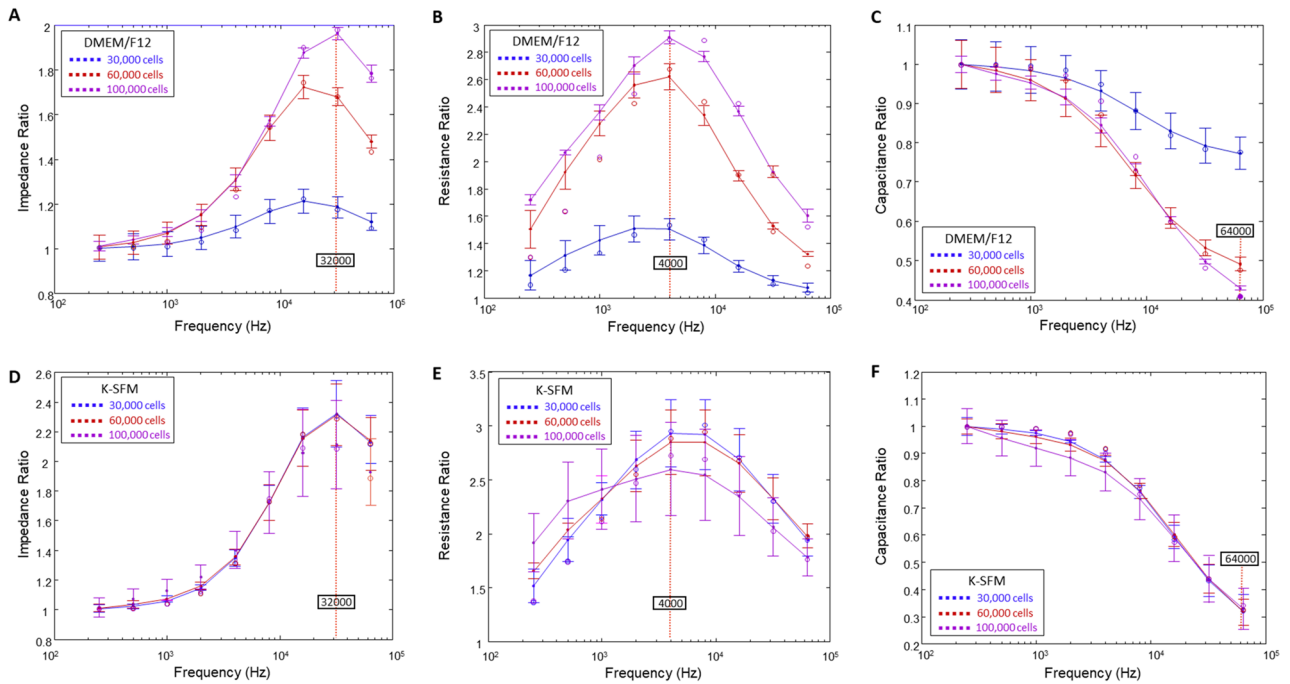 A
DMEM/F12
30,000 cells
60,000 cells
100,000 cells
32000
Impedance Ratio
2
1.8
1.6
1.4
1.2
1
0.8
10² 10³ 10⁴ 10⁵
Frequency (Hz)
B
DMEM/F12
30,000 cells
60,000 cells
100,000 cells
4000
Resistance Ratio
3
2.8
2.6
2.4
2.2
2
1.8
1.6
1.4
1.2
1
10² 10³ 10⁴ 10⁵
Frequency (Hz)
C
DMEM/F12
30,000 cells
60,000 cells
100,000 cells
64000
Capacitance Ratio
1.1
1
0.9
0.8
0.7
0.6
0.5
0.4
10² 10³ 10⁴ 10⁵
Frequency (Hz)
D
K-SFM
30,000 cells
60,000 cells
100,000 cells
32000
Impedance Ratio
2.6
2.4
2.2
2
1.8
1.6
1.4
1.2
1
0.8
10² 10³ 10⁴ 10⁵
Frequency (Hz)
E
K-SFM
30,000 cells
60,000 cells
100,000 cells
4000
Resistance Ratio
3.5
3
2.5
2
1.5
1
10² 10³ 10⁴ 10⁵
Frequency (Hz)
F
K-SFM
30,000 cells
60,000 cells
100,000 cells
64000
Capacitance Ratio
1.2
1.1
1
0.9
0.8
0.7
0.6
0.5
0.4
0.3
0.2
10² 10³ 10⁴ 10⁵
Frequency (Hz)